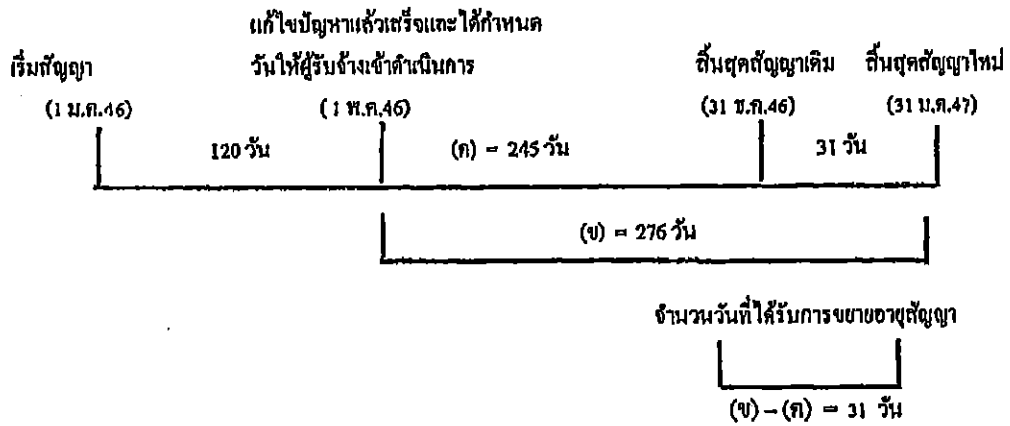 แก้ไขปัญหาแล้วเสร็จและได้กำหนด
เริ่มสัญญา วันให้ผู้รับจ้างเข้าดำเนินการ สิ้นสุดสัญญาเดิม สิ้นสุดสัญญาใหม่
(1 ม.ค.46) (1 พ.ค.46) (31 ธ.ค.46) (31 ม.ค.47)
120 วัน (ก) = 245 วัน 31 วัน
(ข) = 276 วัน
จำนวนวันที่ได้รับการขยายอายุสัญญา
(ข) – (ก) = 31 วัน